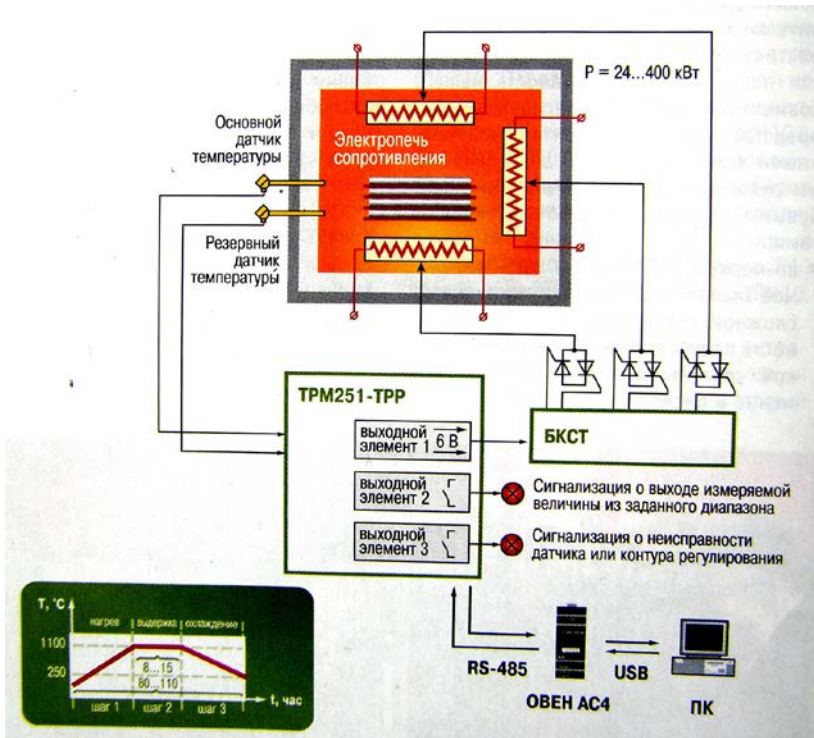 P = 24...400 кВт
Основной
датчик
температуры
Электропечь
сопротивления
Резервный
датчик
температуры
ТРМ251-ТРР
выходной
элемент 1
6 В
БКСТ
выходной
элемент 2
Сигнализация о выходе измеряемой
величины из заданного диапазона
выходной
элемент 3
Сигнализация о неисправности
датчика или контура регулирования
T, °C
нагрев
выдержка
охлаждение
1100
250
8...15
80...110
t, час
шаг 1
шаг 2
шаг 3
RS-485
USB
ОВЕН АС4
ПК